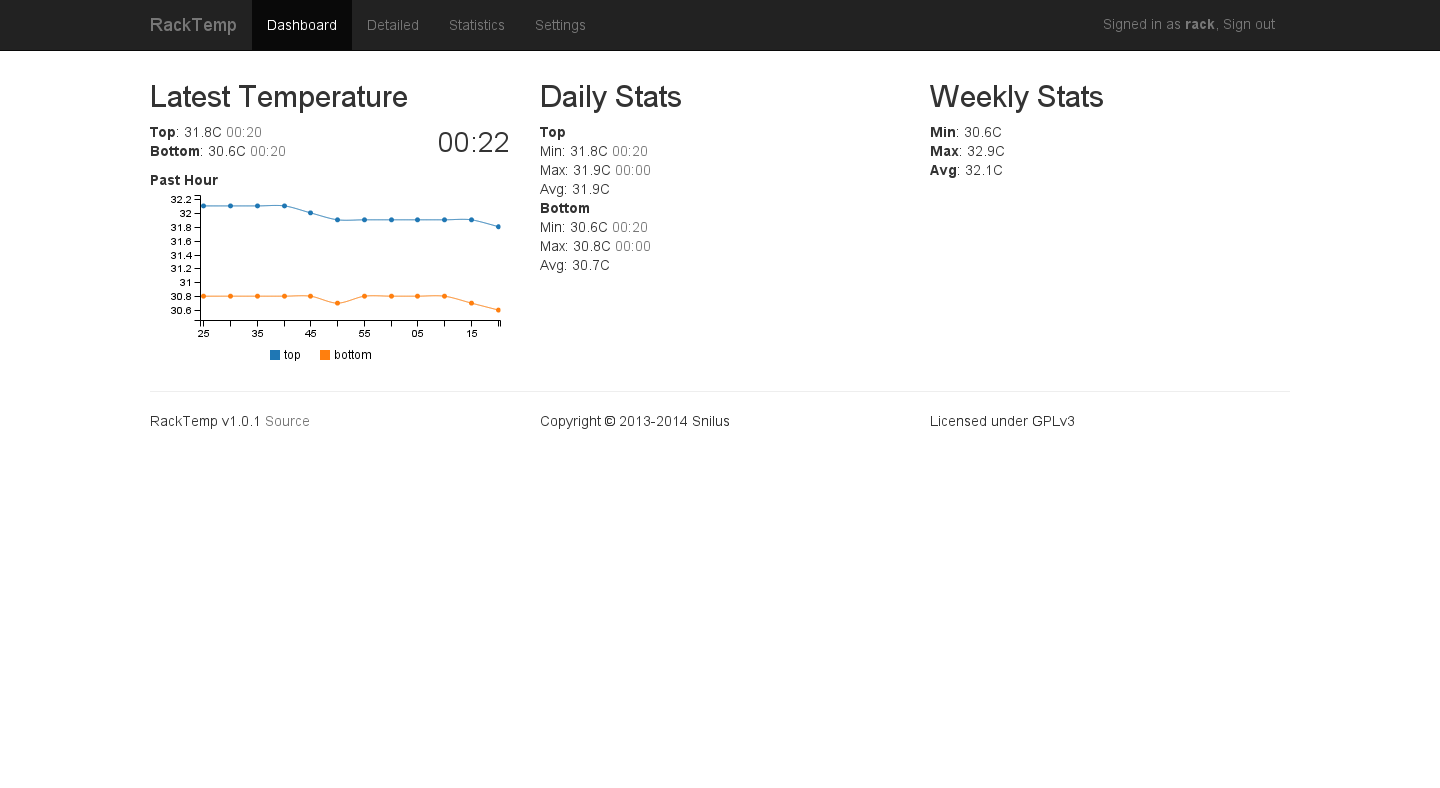 RackTemp Dashboard Detailed Statistics Settings Signed in as rack, Sign out
Latest Temperature
Top: 31.8C 00:20
Bottom: 30.6C 00:20
00:22
Past Hour
32.2
32
31.8
31.6
31.4
31.2
31
30.8
30.6
25 35 45 55 05 15
top bottom
Daily Stats
Top
Min: 31.8C 00:20
Max: 31.9C 00:00
Avg: 31.9C
Bottom
Min: 30.6C 00:20
Max: 30.8C 00:00
Avg: 30.7C
Weekly Stats
Min: 30.6C
Max: 32.9C
Avg: 32.1C
RackTemp v1.0.1 Source
Copyright © 2013-2014 Snilus
Licensed under GPLv3